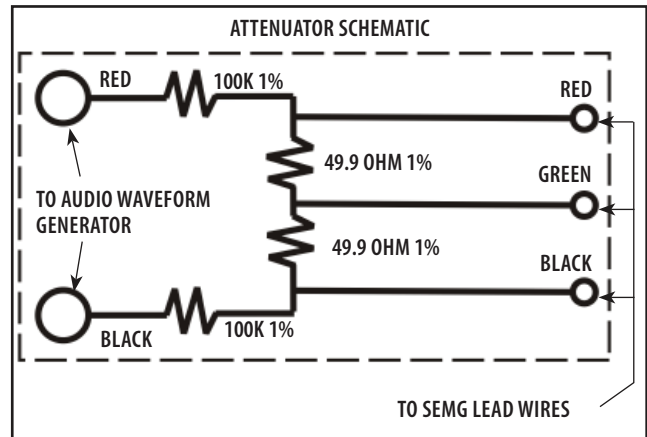 ATTENUATOR SCHEMATIC
RED
100K 1%
RED
49.9 OHM 1%
GREEN
TO AUDIO WAVEFORM
GENERATOR
49.9 OHM 1%
BLACK
BLACK
100K 1%
TO SEMG LEAD WIRES